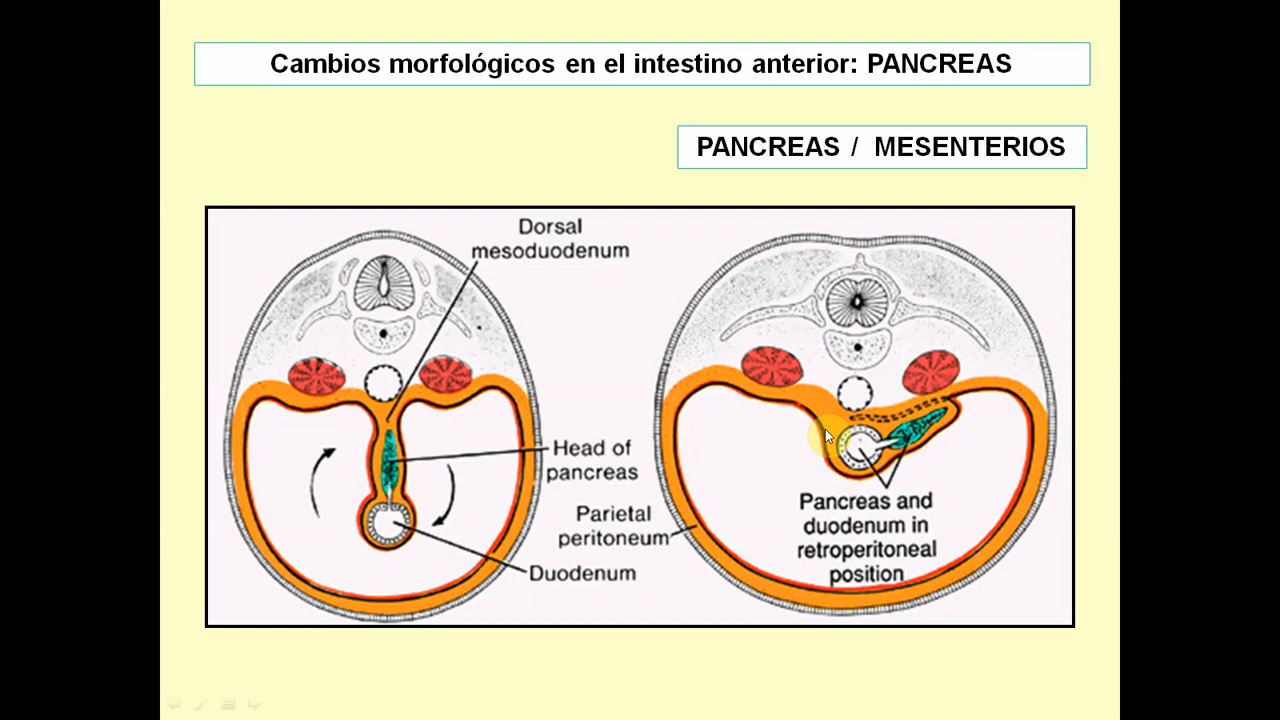 Cambios morfológicos en el intestino anterior: PANCREAS
PANCREAS / MESENTERIOS
Dorsal
mesoduodenum
Head of
pancreas
Parietal
peritoneum
Duodenum
Pancreas and
duodenum in
retroperitoneal
position